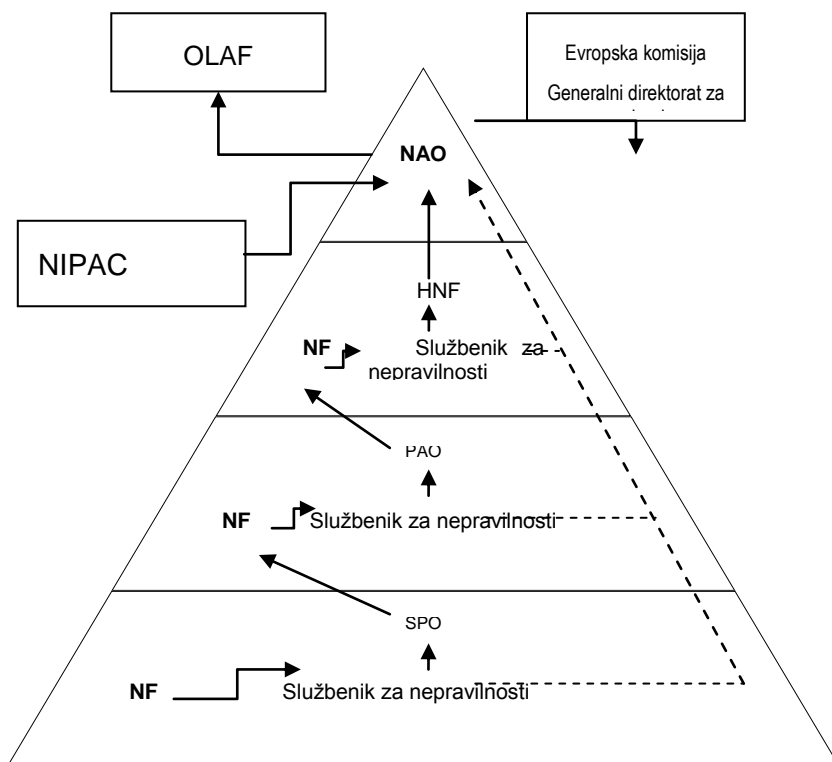 OLAF
Evropska komisija
Generalni direktorat za
NAO
NIPAC
HNF
NF
Službenik za
nepravilnosti
PAO
NF
Službenik za nepravilnosti
SPO
NF
Službenik za nepravilnosti